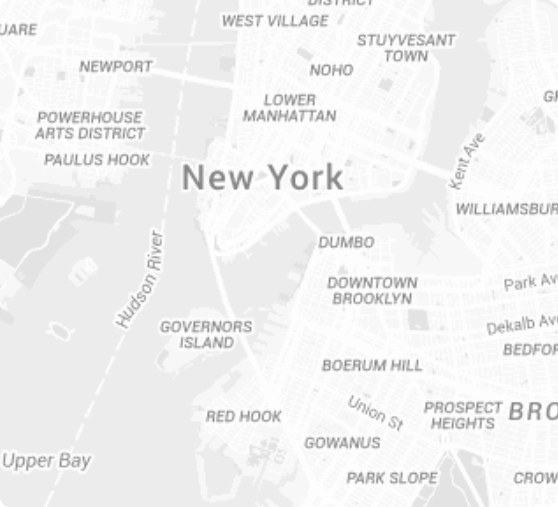 DISTRICT
WEST VILLAGE
STUYVESANT
TOWN
NEWPORT
NOHO
LOWER
MANHATTAN
POWERHOUSE
ARTS DISTRICT
PAULUS HOOK
Kent Ave
New York
WILLIAMSBUR
DUMBO
Hudson River
DOWNTOWN
BROOKLYN
Park Av
Dekalb Av
GOVERNORS
ISLAND
BEDFOR
BOERUM HILL
Union St
RED HOOK
PROSPECT
HEIGHTS
BRO
GOWANUS
Upper Bay
PARK SLOPE
CROW